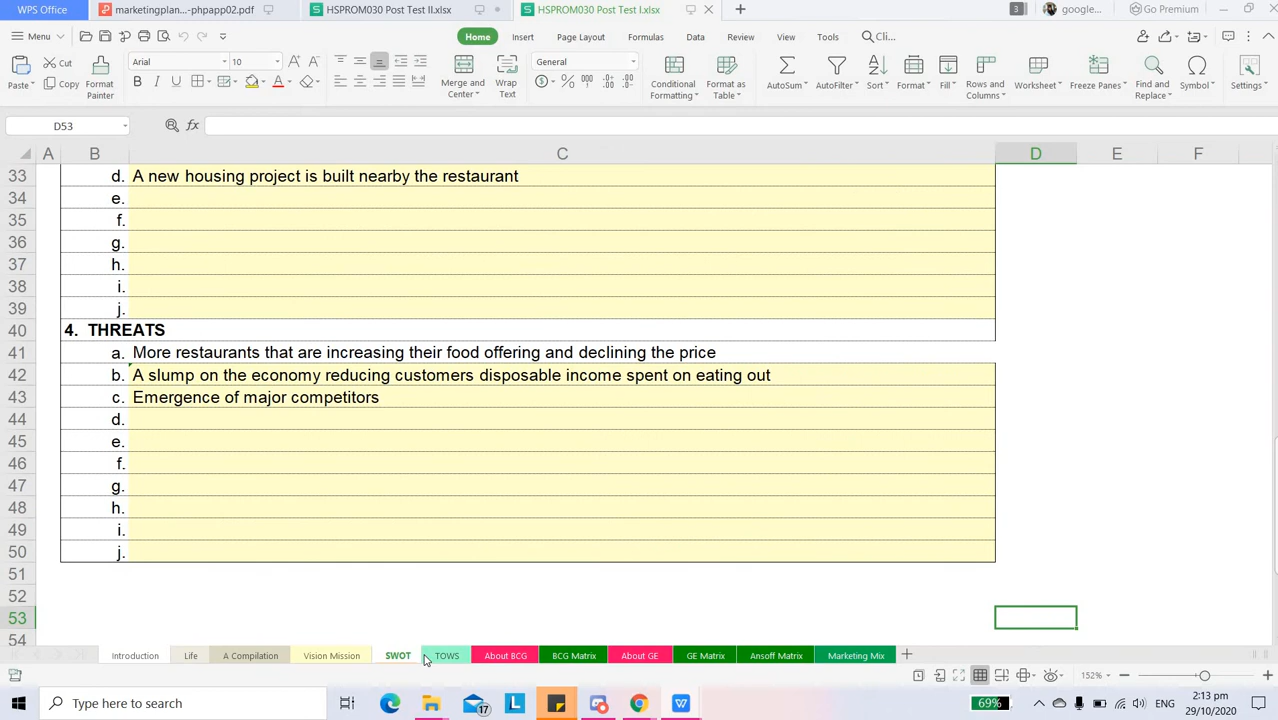 WPS Office
marketingplan...-phpapp02.pdf
HSPROM030 Post Test II.xlsx
HSPROM030 Post Test I.xlsx
3
google...
Go Premium
Menu
Home
Insert
Page Layout
Formulas
Data
Review
View
Tools
Cli...
Paste
Cut
Copy
Format Painter
Arial
10
B I U
Merge and Center
Wrap Text
General
Conditional Formatting
Format as Table
AutoSum
AutoFilter
Sort
Format
Fill
Rows and Columns
Worksheet
Freeze Panes
Find and Replace
Symbol
Settings
D53
fx
A B C D E F
33 d. A new housing project is built nearby the restaurant
34 e.
35 f.
36 g.
37 h.
38 i.
39 j.
40 4. THREATS
41 a. More restaurants that are increasing their food offering and declining the price
42 b. A slump on the economy reducing customers disposable income spent on eating out
43 c. Emergence of major competitors
44 d.
45 e.
46 f.
47 g.
48 h.
49 i.
50 j.
51
52
53
54
Introduction
Life
A Compilation
Vision Mission
SWOT
TOWS
About BCG
BCG Matrix
About GE
GE Matrix
Ansoff Matrix
Marketing Mix
152%
Type here to search
17
69%
2:13 pm
29/10/2020